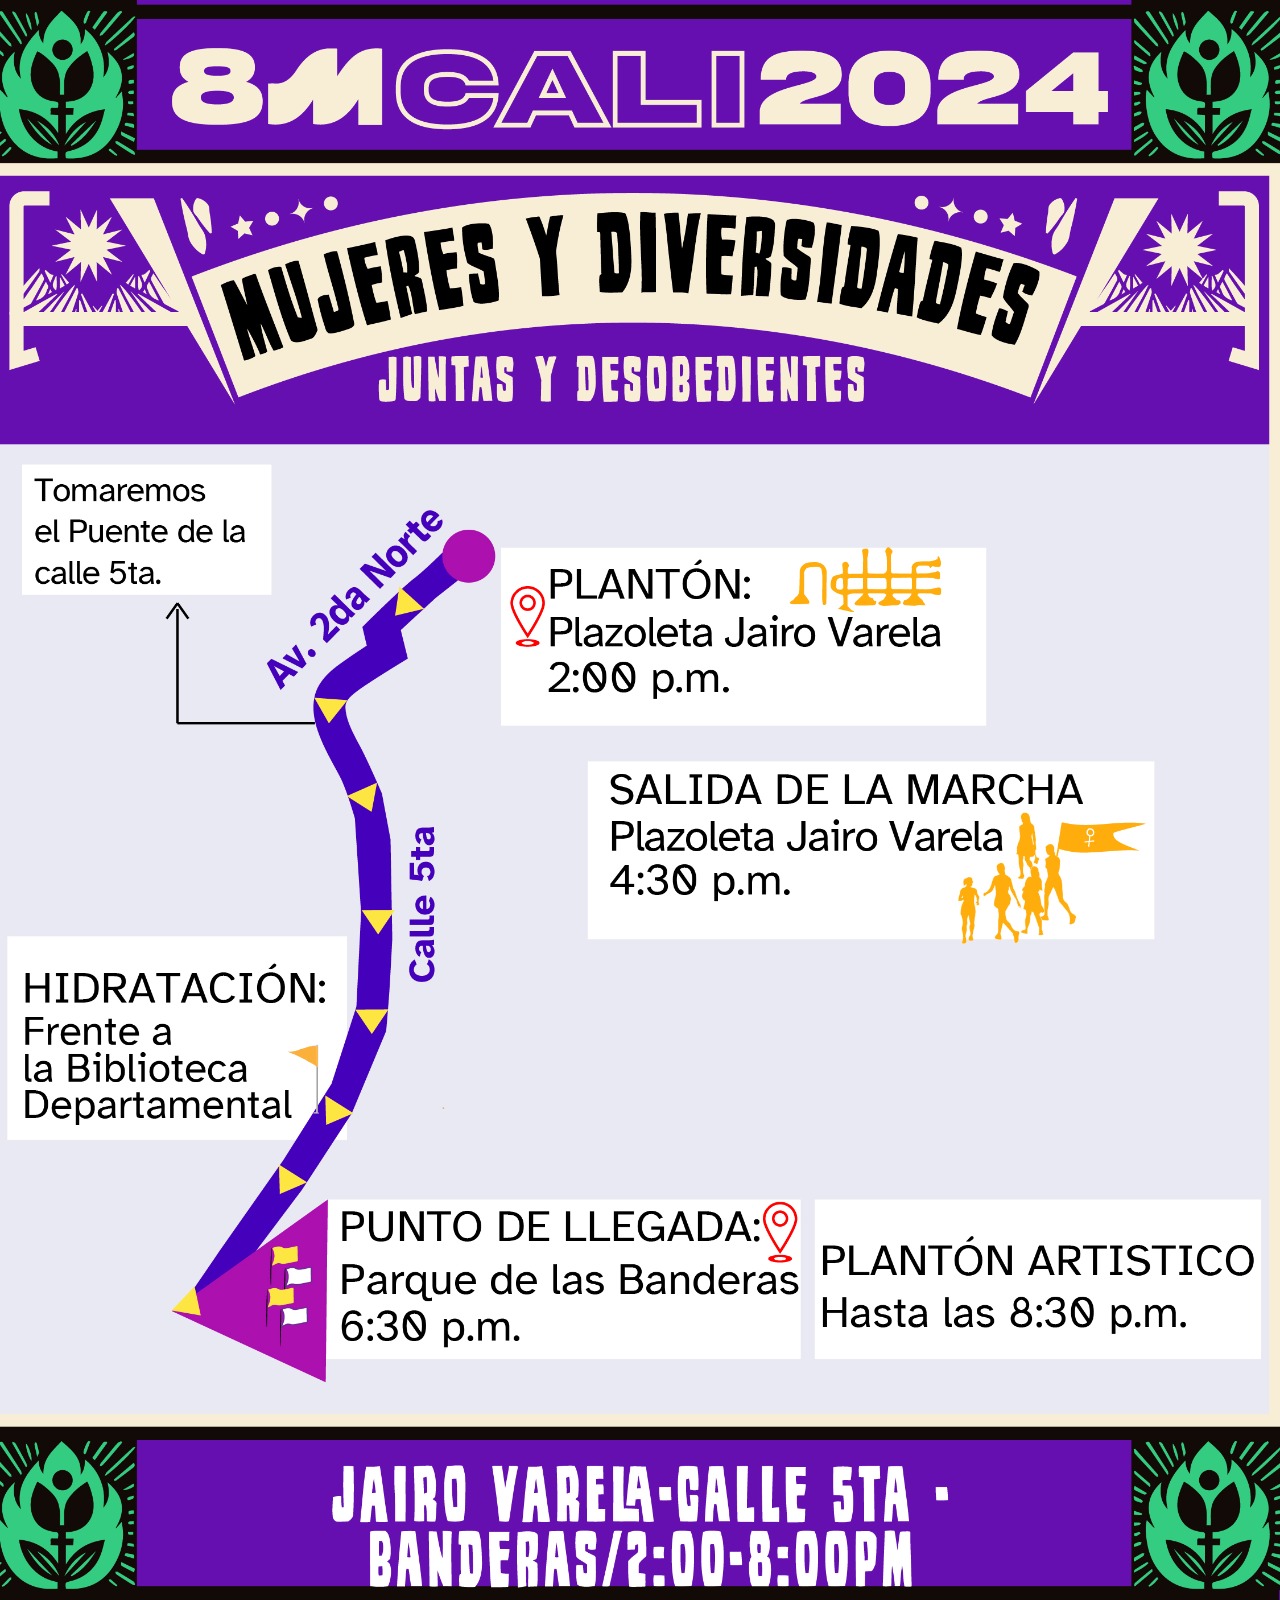 8M CALI 2024
MUJERES Y DIVERSIDADES
JUNTAS Y DESOBEDIENTES
Tomaremos
el Puente de la
calle 5ta.
Av. 2da Norte
PLANTÓN:
Plazoleta Jairo Varela
2:00 p.m.
SALIDA DE LA MARCHA
Plazoleta Jairo Varela
4:30 p.m.
Calle 5ta
HIDRATACIÓN:
Frente a
la Biblioteca
Departamental
PUNTO DE LLEGADA:
Parque de las Banderas
6:30 p.m.
PLANTÓN ARTISTICO
Hasta las 8:30 p.m.
JAIRO VARELA-CALLE 5TA -
BANDERAS/2:00-8:00PM